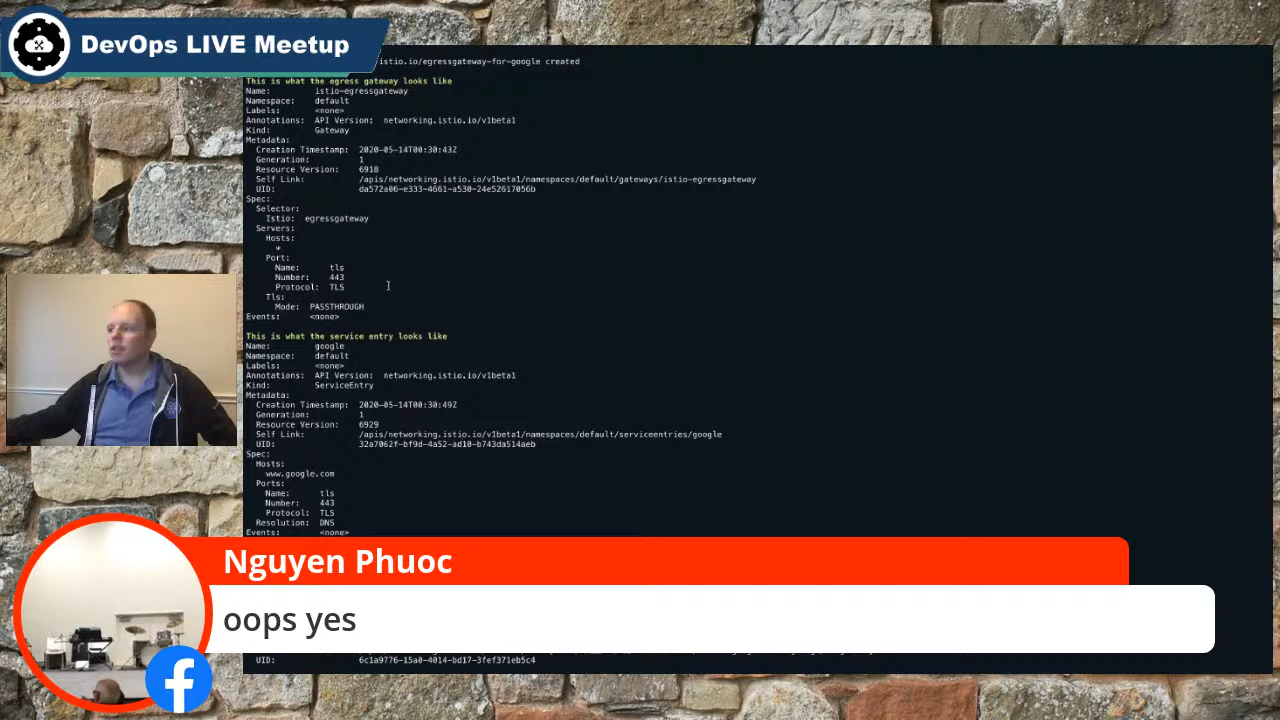 DevOps LIVE Meetup
istio.io/egressgateway-for-google created
This is what the egress gateway looks like
Name: istio-egressgateway
Namespace: default
Labels: <none>
Annotations: API Version: networking.istio.io/v1beta1
Kind: Gateway
Metadata:
Creation Timestamp: 2020-05-14T00:30:43Z
Generation: 1
Resource Version: 6918
Self Link: /apis/networking.istio.io/v1beta1/namespaces/default/gateways/istio-egressgateway
UID: da572a06-e333-4661-a530-24e52617056b
Spec:
Selector:
Istio: egressgateway
Servers:
Hosts:
*
Port:
Name: tls
Number: 443
Protocol: TLS
Tls:
Mode: PASSTHROUGH
Events: <none>
This is what the service entry looks like
Name: google
Namespace: default
Labels: <none>
Annotations: API Version: networking.istio.io/v1beta1
Kind: ServiceEntry
Metadata:
Creation Timestamp: 2020-05-14T00:30:49Z
Generation: 1
Resource Version: 6929
Self Link: /apis/networking.istio.io/v1beta1/namespaces/default/serviceentries/google
UID: 32a7062f-bf9d-4a52-ad10-b743da514aeb
Spec:
Hosts:
www.google.com
Ports:
Name: tls
Number: 443
Protocol: TLS
Resolution: DNS
Events: <none>
Nguyen Phuoc
oops yes
UID: 6c1a9776-15a0-4014-bd17-3fef371eb5c4